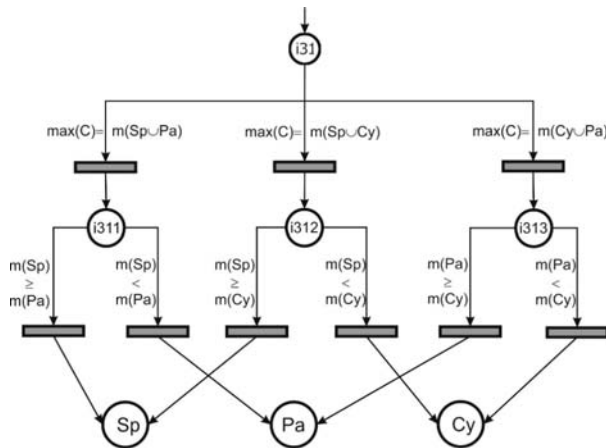 i31
max(C)= m(Sp∪Pa)
max(C)= m(Sp∪Cy)
max(C)= m(Cy∪Pa)
i311
i312
i313
m(Sp)
≥
m(Pa)
m(Sp)
<
m(Pa)
m(Sp)
≥
m(Cy)
m(Sp)
<
m(Cy)
m(Pa)
≥
m(Cy)
m(Pa)
<
m(Cy)
Sp
Pa
Cy